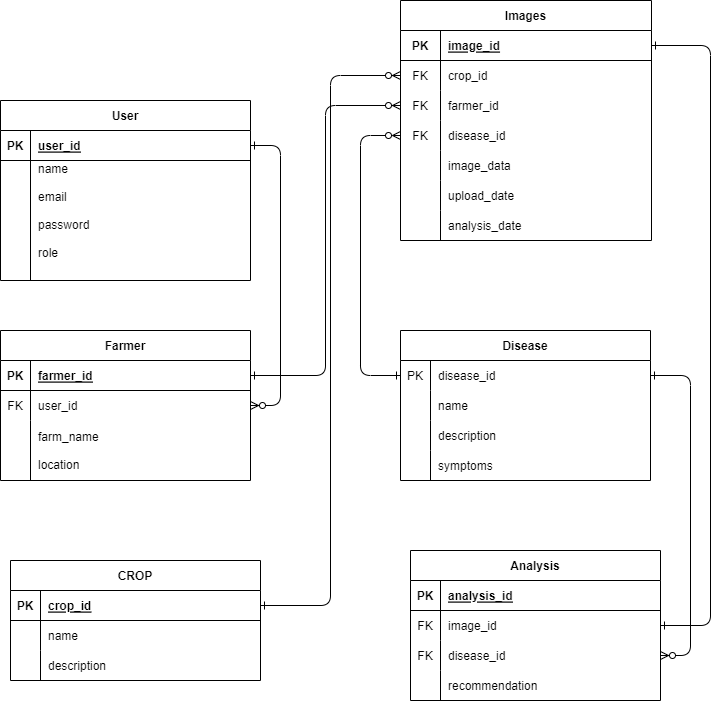 Images
PK image_id
FK crop_id
FK farmer_id
FK disease_id
image_data
upload_date
analysis_date
User
PK user_id
name
email
password
role
Farmer
PK farmer_id
FK user_id
farm_name
location
Disease
PK disease_id
name
description
symptoms
CROP
PK crop_id
name
description
Analysis
PK analysis_id
FK image_id
FK disease_id
recommendation